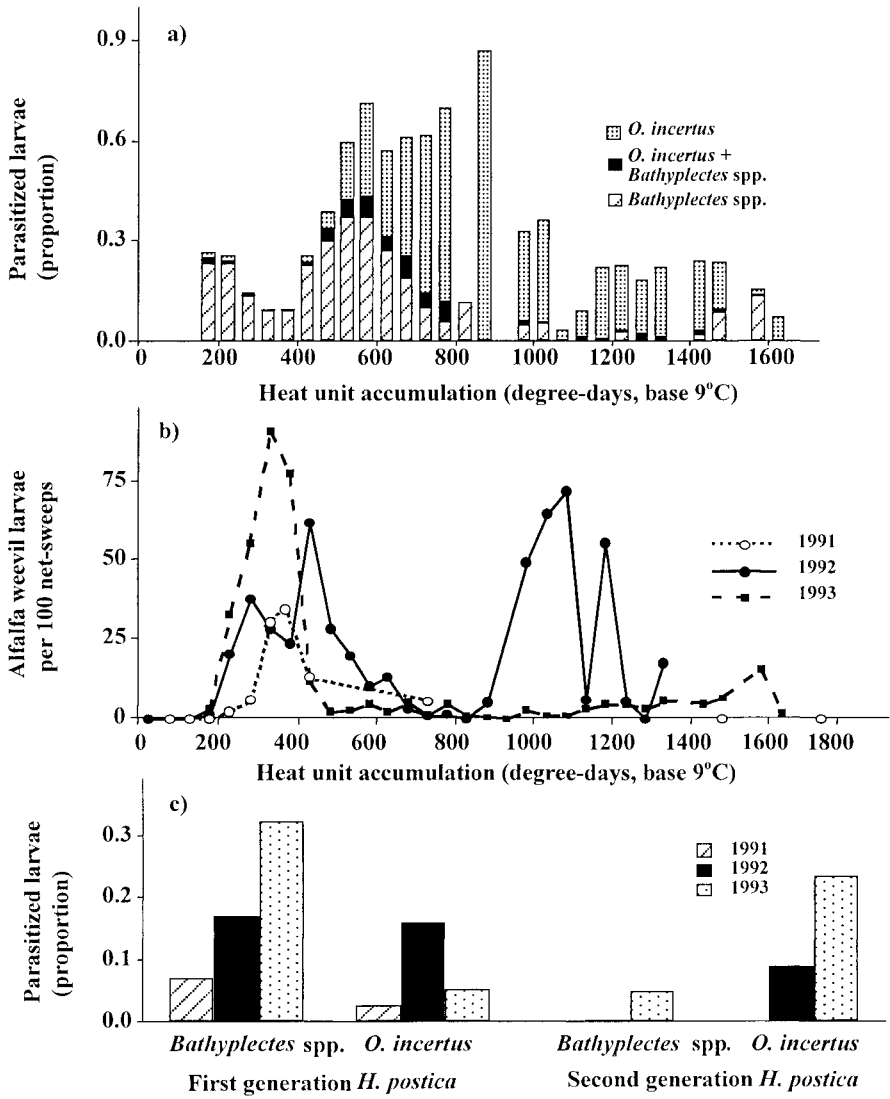 a)
0.9
0.6
0.3
0.0
Parasitized larvae
(proportion)
O. incertus
O. incertus +
Bathyplectes spp.
Bathyplectes spp.
0 200 400 600 800 1000 1200 1400 1600
Heat unit accumulation (degree-days, base 9°C)
b)
75
50
25
0
Alfalfa weevil larvae
per 100 net-sweeps
1991
1992
1993
200 400 600 800 1000 1200 1400 1600 1800
Heat unit accumulation (degree-days, base 9°C)
c)
0.3
0.2
0.1
0.0
Parasitized larvae
(proportion)
1991
1992
1993
Bathyplectes spp. O. incertus Bathyplectes spp. O. incertus
First generation H. postica Second generation H. postica